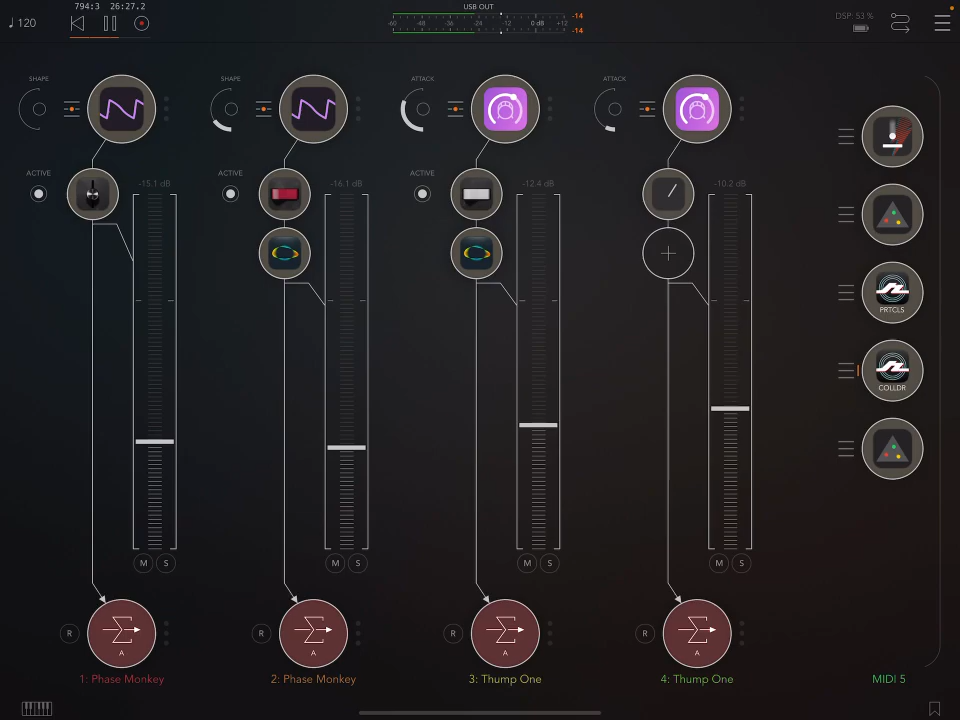 794:3 26:27.2
♩ 120
USB OUT
-60 -48 -36 -24 -12 0 dB +12
-14
-14
DSP: 53 %
SHAPE
SHAPE
ATTACK
ATTACK
ACTIVE
ACTIVE
ACTIVE
-15.1 dB
-16.1 dB
-12.4 dB
-10.2 dB
PRTCLS
COLLDR
M S
M S
M S
M S
R
A
R
A
R
A
R
A
1: Phase Monkey
2: Phase Monkey
3: Thump One
4: Thump One
MIDI 5